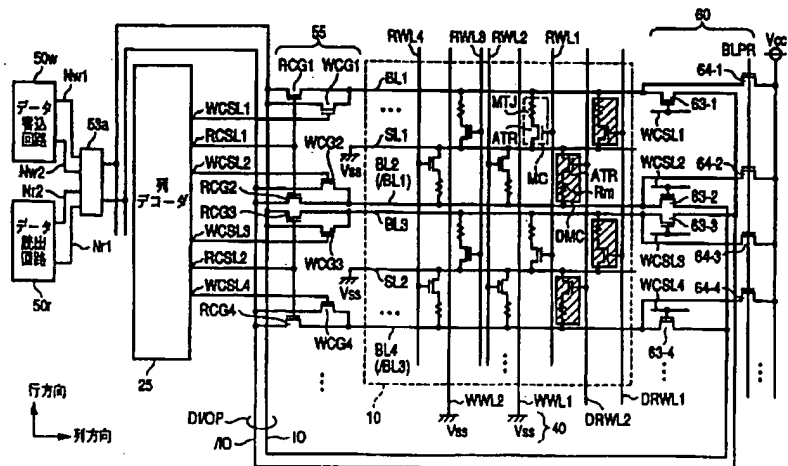 55
RWL4
RWL3
RWL2
RWL1
60
BLPR
Vcc
50w
Nw1
RCG1
WCG1
BL1
64-1
データ
書込
回路
53a
WCSL1
MTJ
63-1
ATR
WCSL1
RCSL1
SL1
Vss
MC
WCSL2
64-2
Nw2
WCSL2
WCG2
BL2
(/BL1)
ATR
Rm
Nr2
RCG2
RCG3
BL3
63-2
列
デコーダ
データ
読出
回路
WCSL3
DMC
63-3
Nr1
RCSL2
WCG3
SL2
Vss
WCSL3
64-3
50r
WCSL4
WCSL4
64-4
RCG4
WCG4
BL4
(/BL3)
63-4
25
行方向
列方向
DI/OP
/IO
IO
10
WWL2
WWL1
DRWL2
DRWL1
Vss
Vss
40